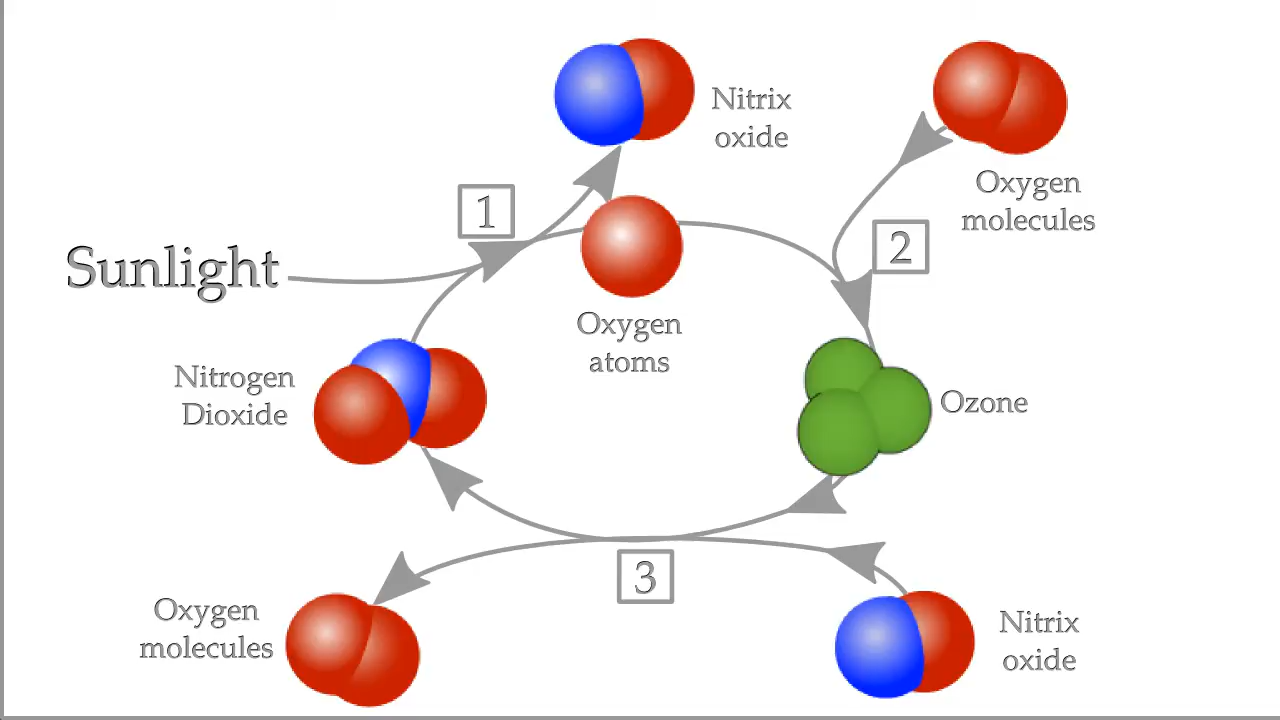 Nitrix
oxide
Oxygen
molecules
1
2
Sunlight
Oxygen
atoms
Nitrogen
Dioxide
Ozone
3
Oxygen
molecules
Nitrix
oxide